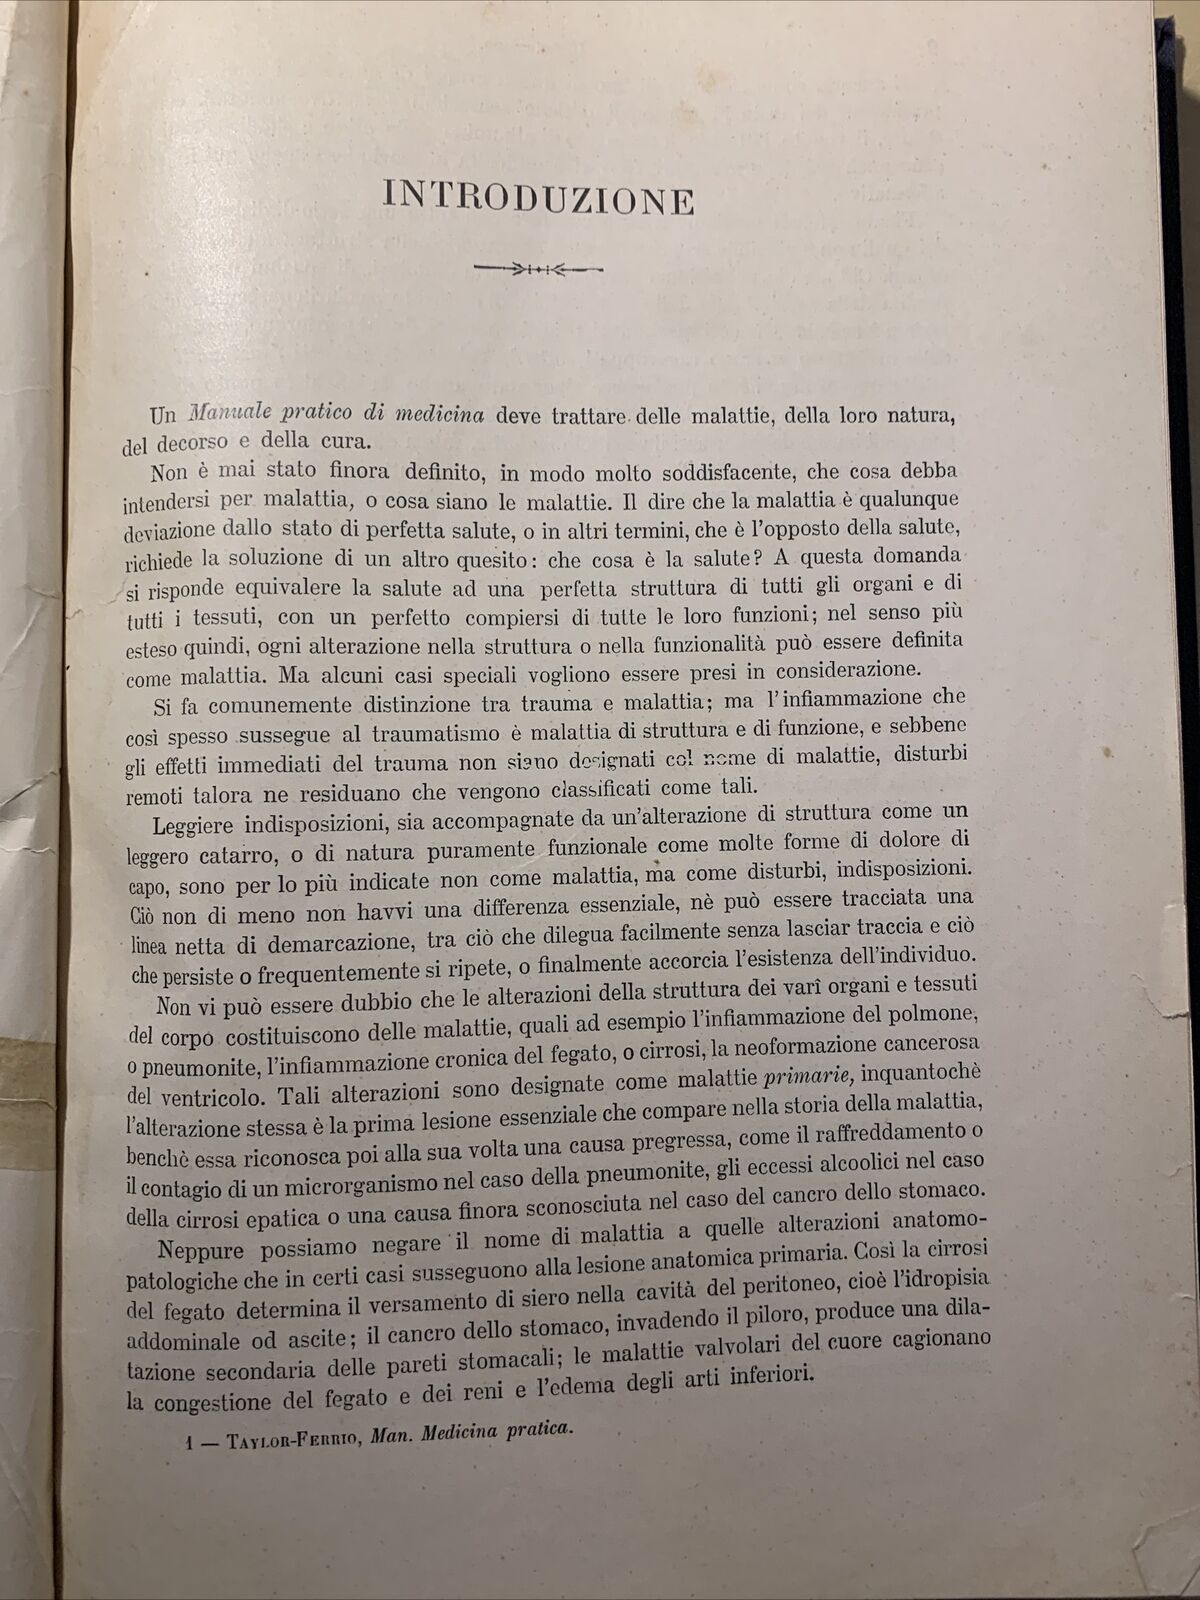 INTRODUZIONE
Un Manuale pratico di medicina deve trattare delle malattie, della loro natura,
del decorso e della cura.
Non è mai stato finora definito, in modo molto soddisfacente, che cosa debba
intendersi per malattia, o cosa siano le malattie. Il dire che la malattia è qualunque
deviazione dallo stato di perfetta salute, o in altri termini, che è l'opposto della salute,
richiede la soluzione di un altro quesito: che cosa è la salute? A questa domanda
si risponde equivalere la salute ad una perfetta struttura di tutti gli organi e di
tutti i tessuti, con un perfetto compiersi di tutte le loro funzioni; nel senso più
esteso quindi, ogni alterazione nella struttura o nella funzionalità può essere definita
come malattia. Ma alcuni casi speciali vogliono essere presi in considerazione.
Si fa comunemente distinzione tra trauma e malattia; ma l'infiammazione che
così spesso sussegue al traumatismo è malattia di struttura e di funzione, e sebbene
gli effetti immediati del trauma non siano designati col nome di malattie, disturbi
remoti talora ne residuano che vengono classificati come tali.
Leggiere indisposizioni, sia accompagnate da un'alterazione di struttura come un
leggero catarro, o di natura puramente funzionale come molte forme di dolore di
capo, sono per lo più indicate non come malattia, ma come disturbi, indisposizioni.
Ciò non di meno non havvi una differenza essenziale, nè può essere tracciata una
linea netta di demarcazione, tra ciò che dilegua facilmente senza lasciar traccia e ciò
che persiste o frequentemente si ripete, o finalmente accorcia l'esistenza dell'individuo.
Non vi può essere dubbio che le alterazioni della struttura dei varî organi e tessuti
del corpo costituiscono delle malattie, quali ad esempio l'infiammazione del polmone,
o pneumonite, l'infiammazione cronica del fegato, o cirrosi, la neoformazione cancerosa
del ventricolo. Tali alterazioni sono designate come malattie primarie, inquantochè
l'alterazione stessa è la prima lesione essenziale che compare nella storia della malattia,
benchè essa riconosca poi alla sua volta una causa pregressa, come il raffreddamento o
il contagio di un microrganismo nel caso della pneumonite, gli eccessi alcoolici nel caso
della cirrosi epatica o una causa finora sconosciuta nel caso del cancro dello stomaco.
Neppure possiamo negare il nome di malattia a quelle alterazioni anatomo-
patologiche che in certi casi susseguono alla lesione anatomica primaria. Così la cirrosi
del fegato determina il versamento di siero nella cavità del peritoneo, cioè l'idropisia
addominale od ascite; il cancro dello stomaco, invadendo il piloro, produce una dila-
tazione secondaria delle pareti stomacali; le malattie valvolari del cuore cagionano
la congestione del fegato e dei reni e l'edema degli arti inferiori.
1 — TAYLOR-FERRIO, Man. Medicina pratica.